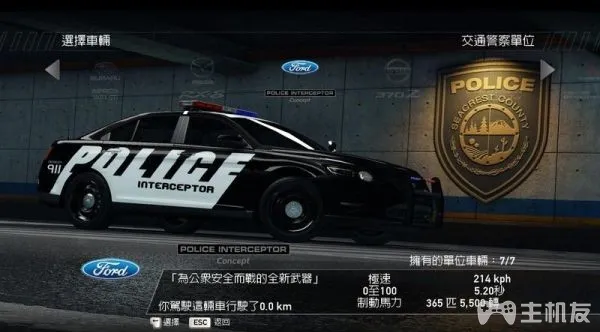 選擇車輛
交通警察單位
Ford
SUBARU
POLICE INTERCEPTOR
Concept
370Z
POLICE
SEACREST COUNTY
911
POLICE
INTERCEPTOR
POLICE INTERCEPTOR
Concept
Ford
擁有的單位車輛：7/7
「為公眾安全而戰的全新武器」
極速 214 kph
0至100 5.20秒
你駕駛這輛車行駛了0.0 km
制動馬力 365 匹 5,500 轉
選擇 ESC 返回
主机友